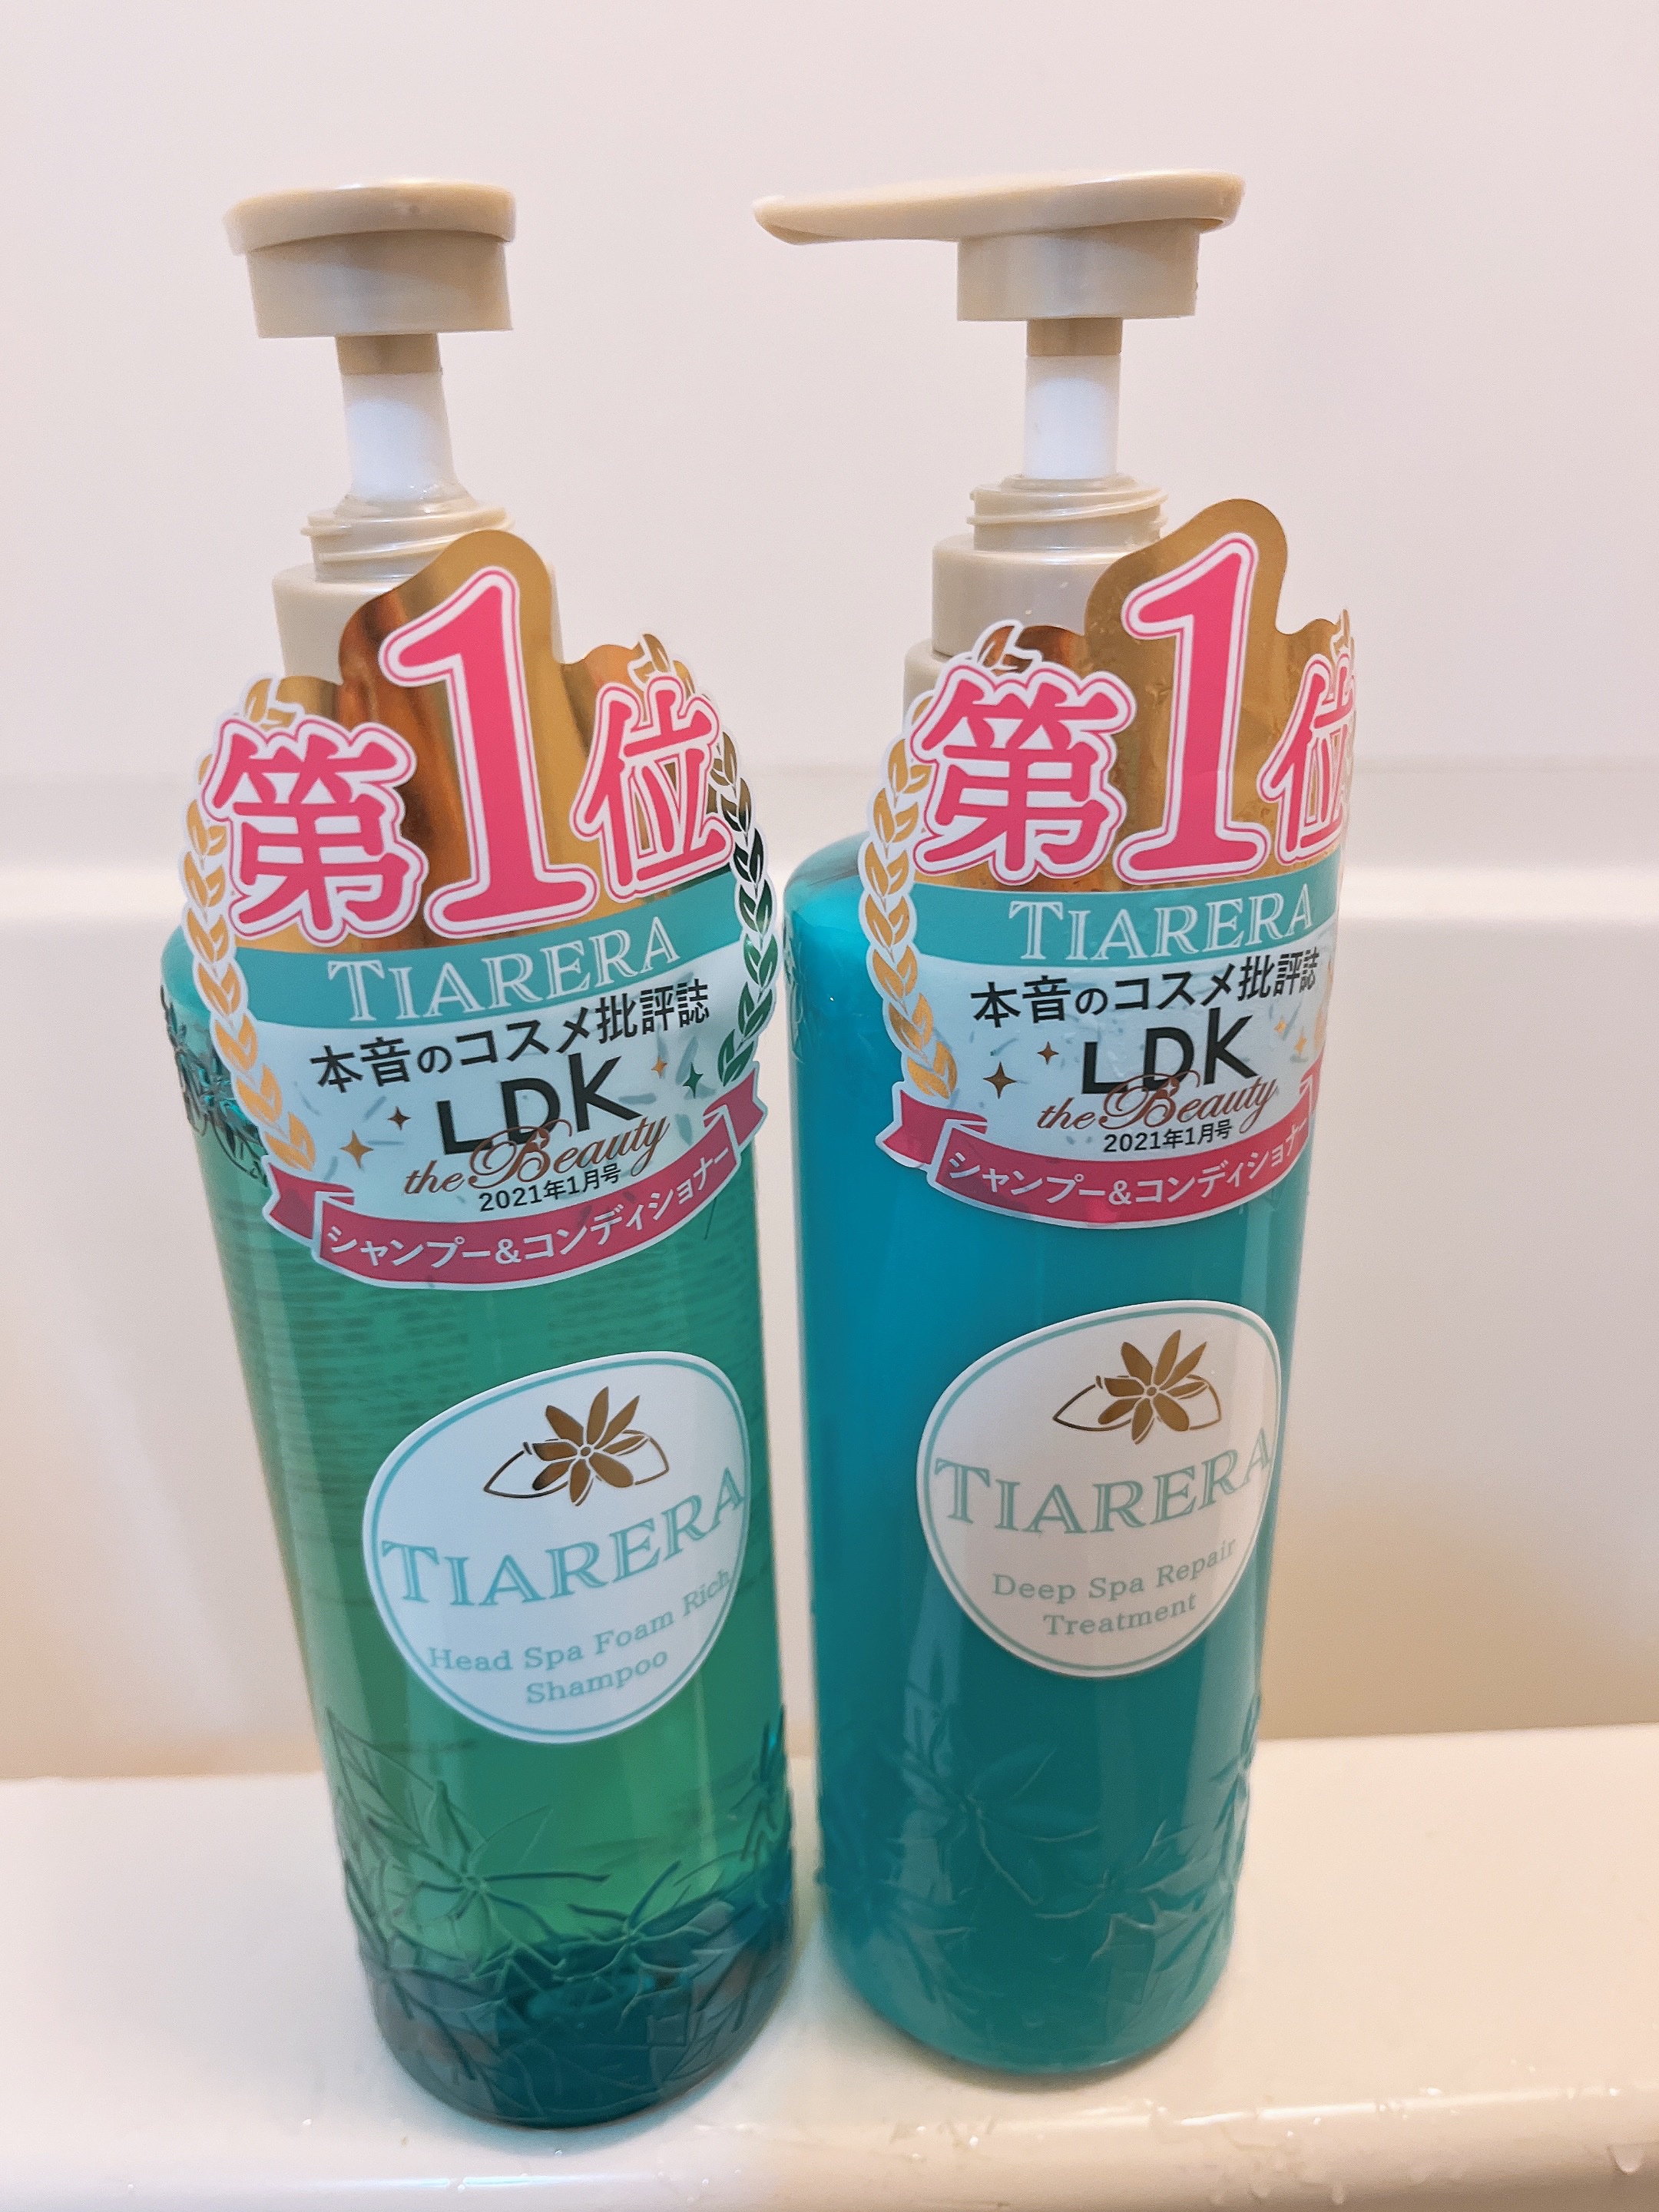 第1位
TIARERA
本音のコスメ批評誌
LDK
the Beauty
2021年1月号
シャンプー&コンディショナー
TIARERA
Head Spa Foam Rich
Shampoo
第1位
TIARERA
本音のコスメ批評誌
LDK
the Beauty
2021年1月号
シャンプー&コンディショナー
TIARERA
Deep Spa Repair
Treatment